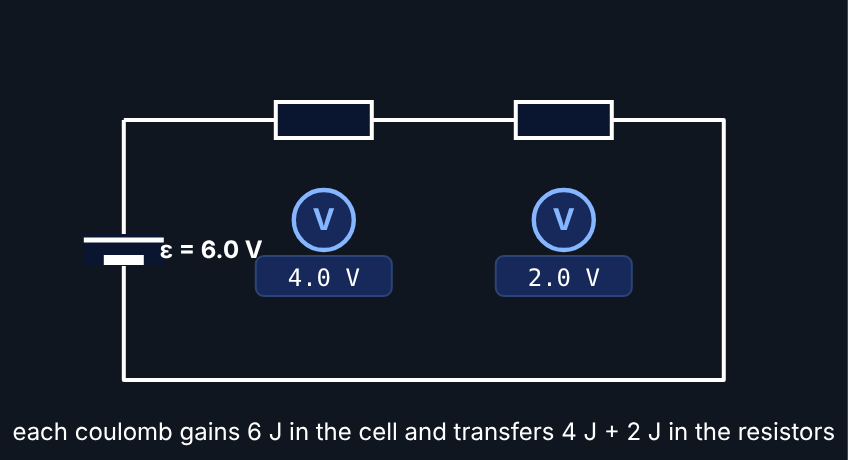 V
V
ε = 6.0 V
4.0 V
2.0 V
each coulomb gains 6 J in the cell and transfers 4 J + 2 J in the resistors